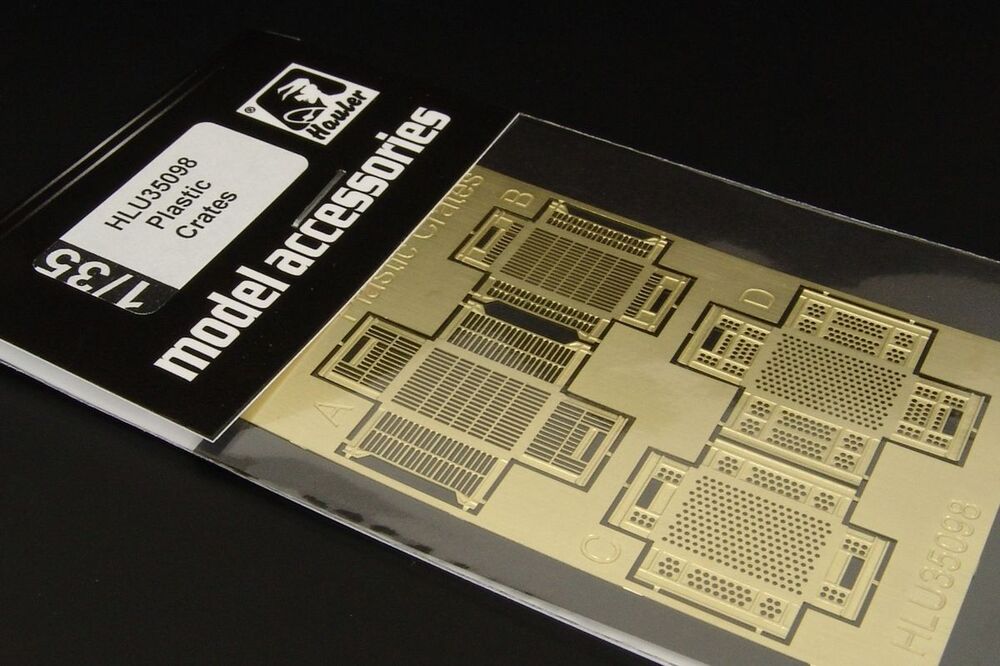 ® Hauler
HLU35098
Plastic
Crates
1/35
model accessories
Plastic Crates
A
B
C
D
HLU35098